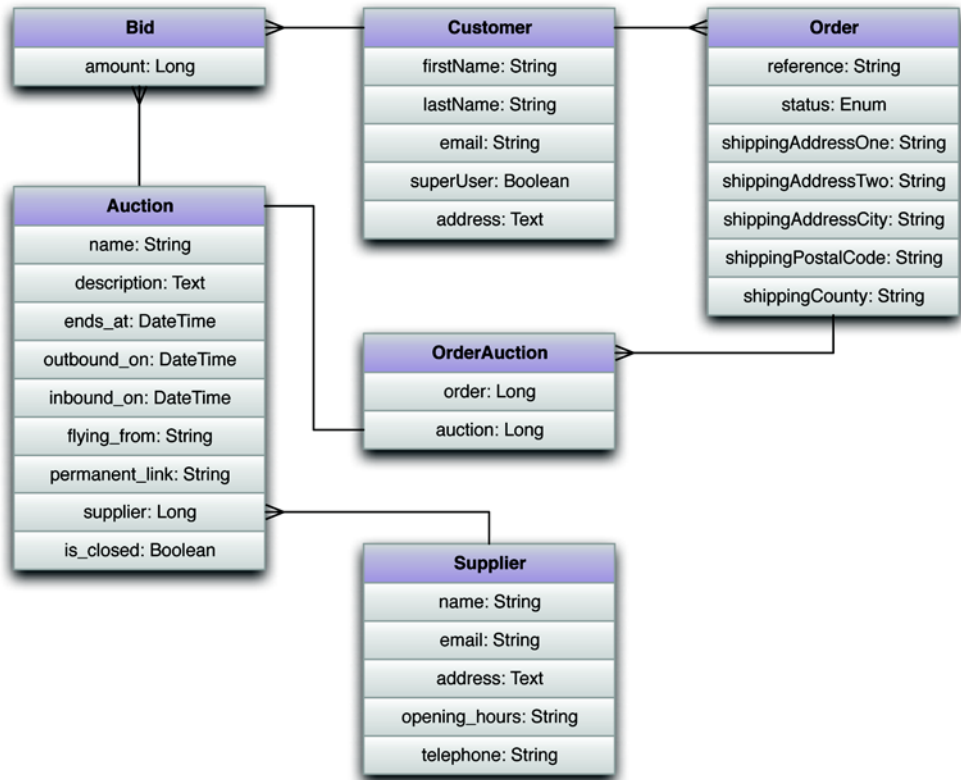 Bid
amount: Long
Customer
firstName: String
lastName: String
email: String
superUser: Boolean
address: Text
Order
reference: String
status: Enum
shippingAddressOne: String
shippingAddressTwo: String
shippingAddressCity: String
shippingPostalCode: String
shippingCounty: String
Auction
name: String
description: Text
ends_at: DateTime
outbound_on: DateTime
inbound_on: DateTime
flying_from: String
permanent_link: String
supplier: Long
is_closed: Boolean
OrderAuction
order: Long
auction: Long
Supplier
name: String
email: String
address: Text
opening_hours: String
telephone: String